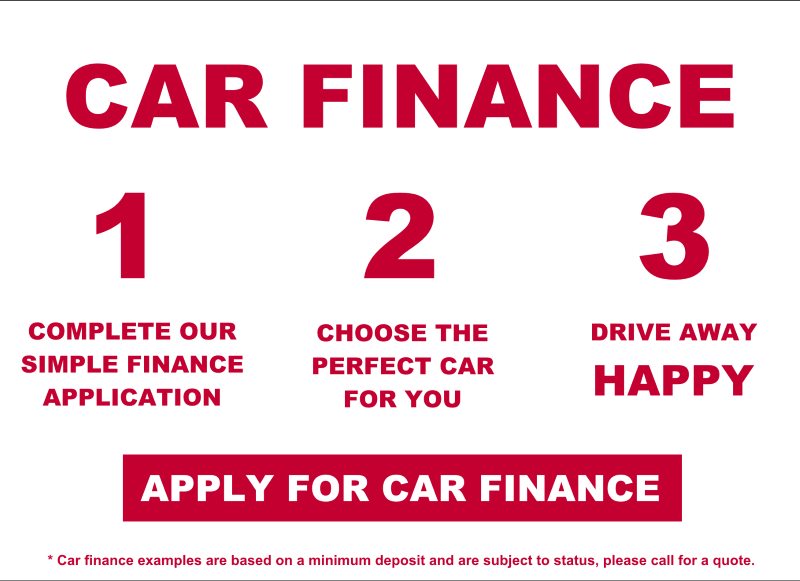 CAR FINANCE
1
COMPLETE OUR
SIMPLE FINANCE
APPLICATION
2
CHOOSE THE
PERFECT CAR
FOR YOU
3
DRIVE AWAY
HAPPY
APPLY FOR CAR FINANCE
* Car finance examples are based on a minimum deposit and are subject to status, please call for a quote.